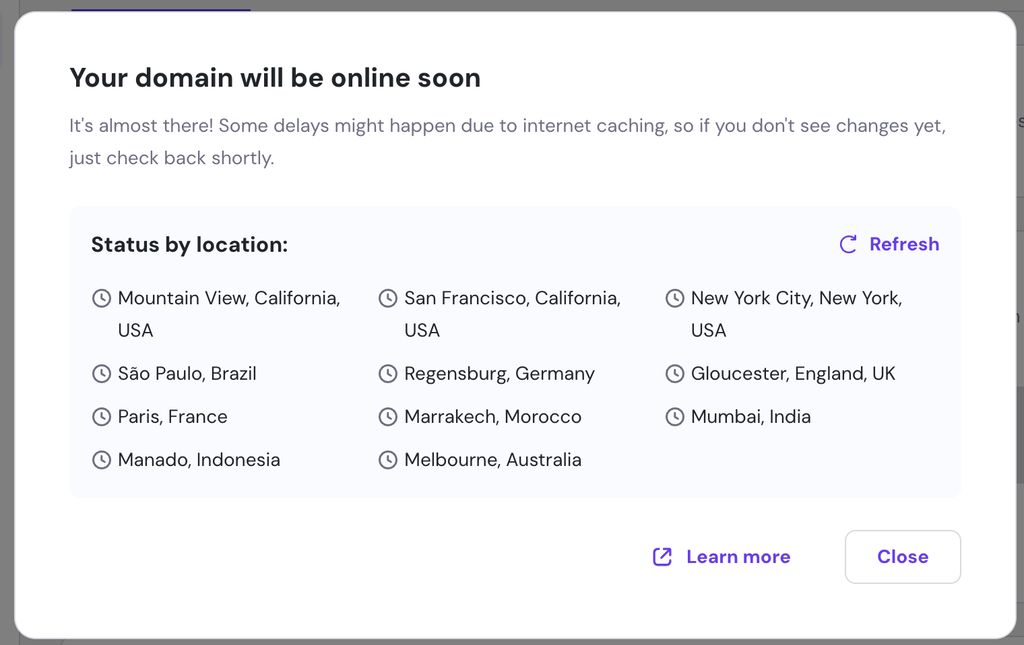 Your domain will be online soon
It's almost there! Some delays might happen due to internet caching, so if you don't see changes yet,
just check back shortly.
Status by location:
Refresh
Mountain View, California,
USA
San Francisco, California,
USA
New York City, New York,
USA
São Paulo, Brazil
Regensburg, Germany
Gloucester, England, UK
Paris, France
Marrakech, Morocco
Mumbai, India
Manado, Indonesia
Melbourne, Australia
Learn more
Close